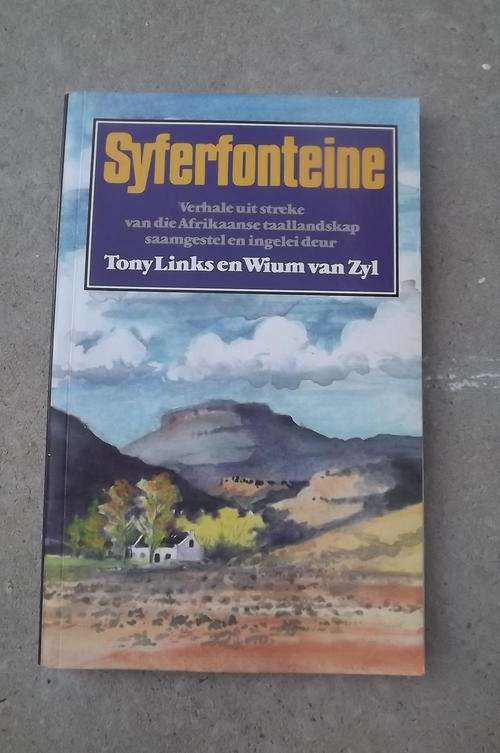 Syferfonteine
Verhale uit streke
van die Afrikaanse taallandskap
saamgestel en ingelei deur
Tony Links en Wium van Zyl